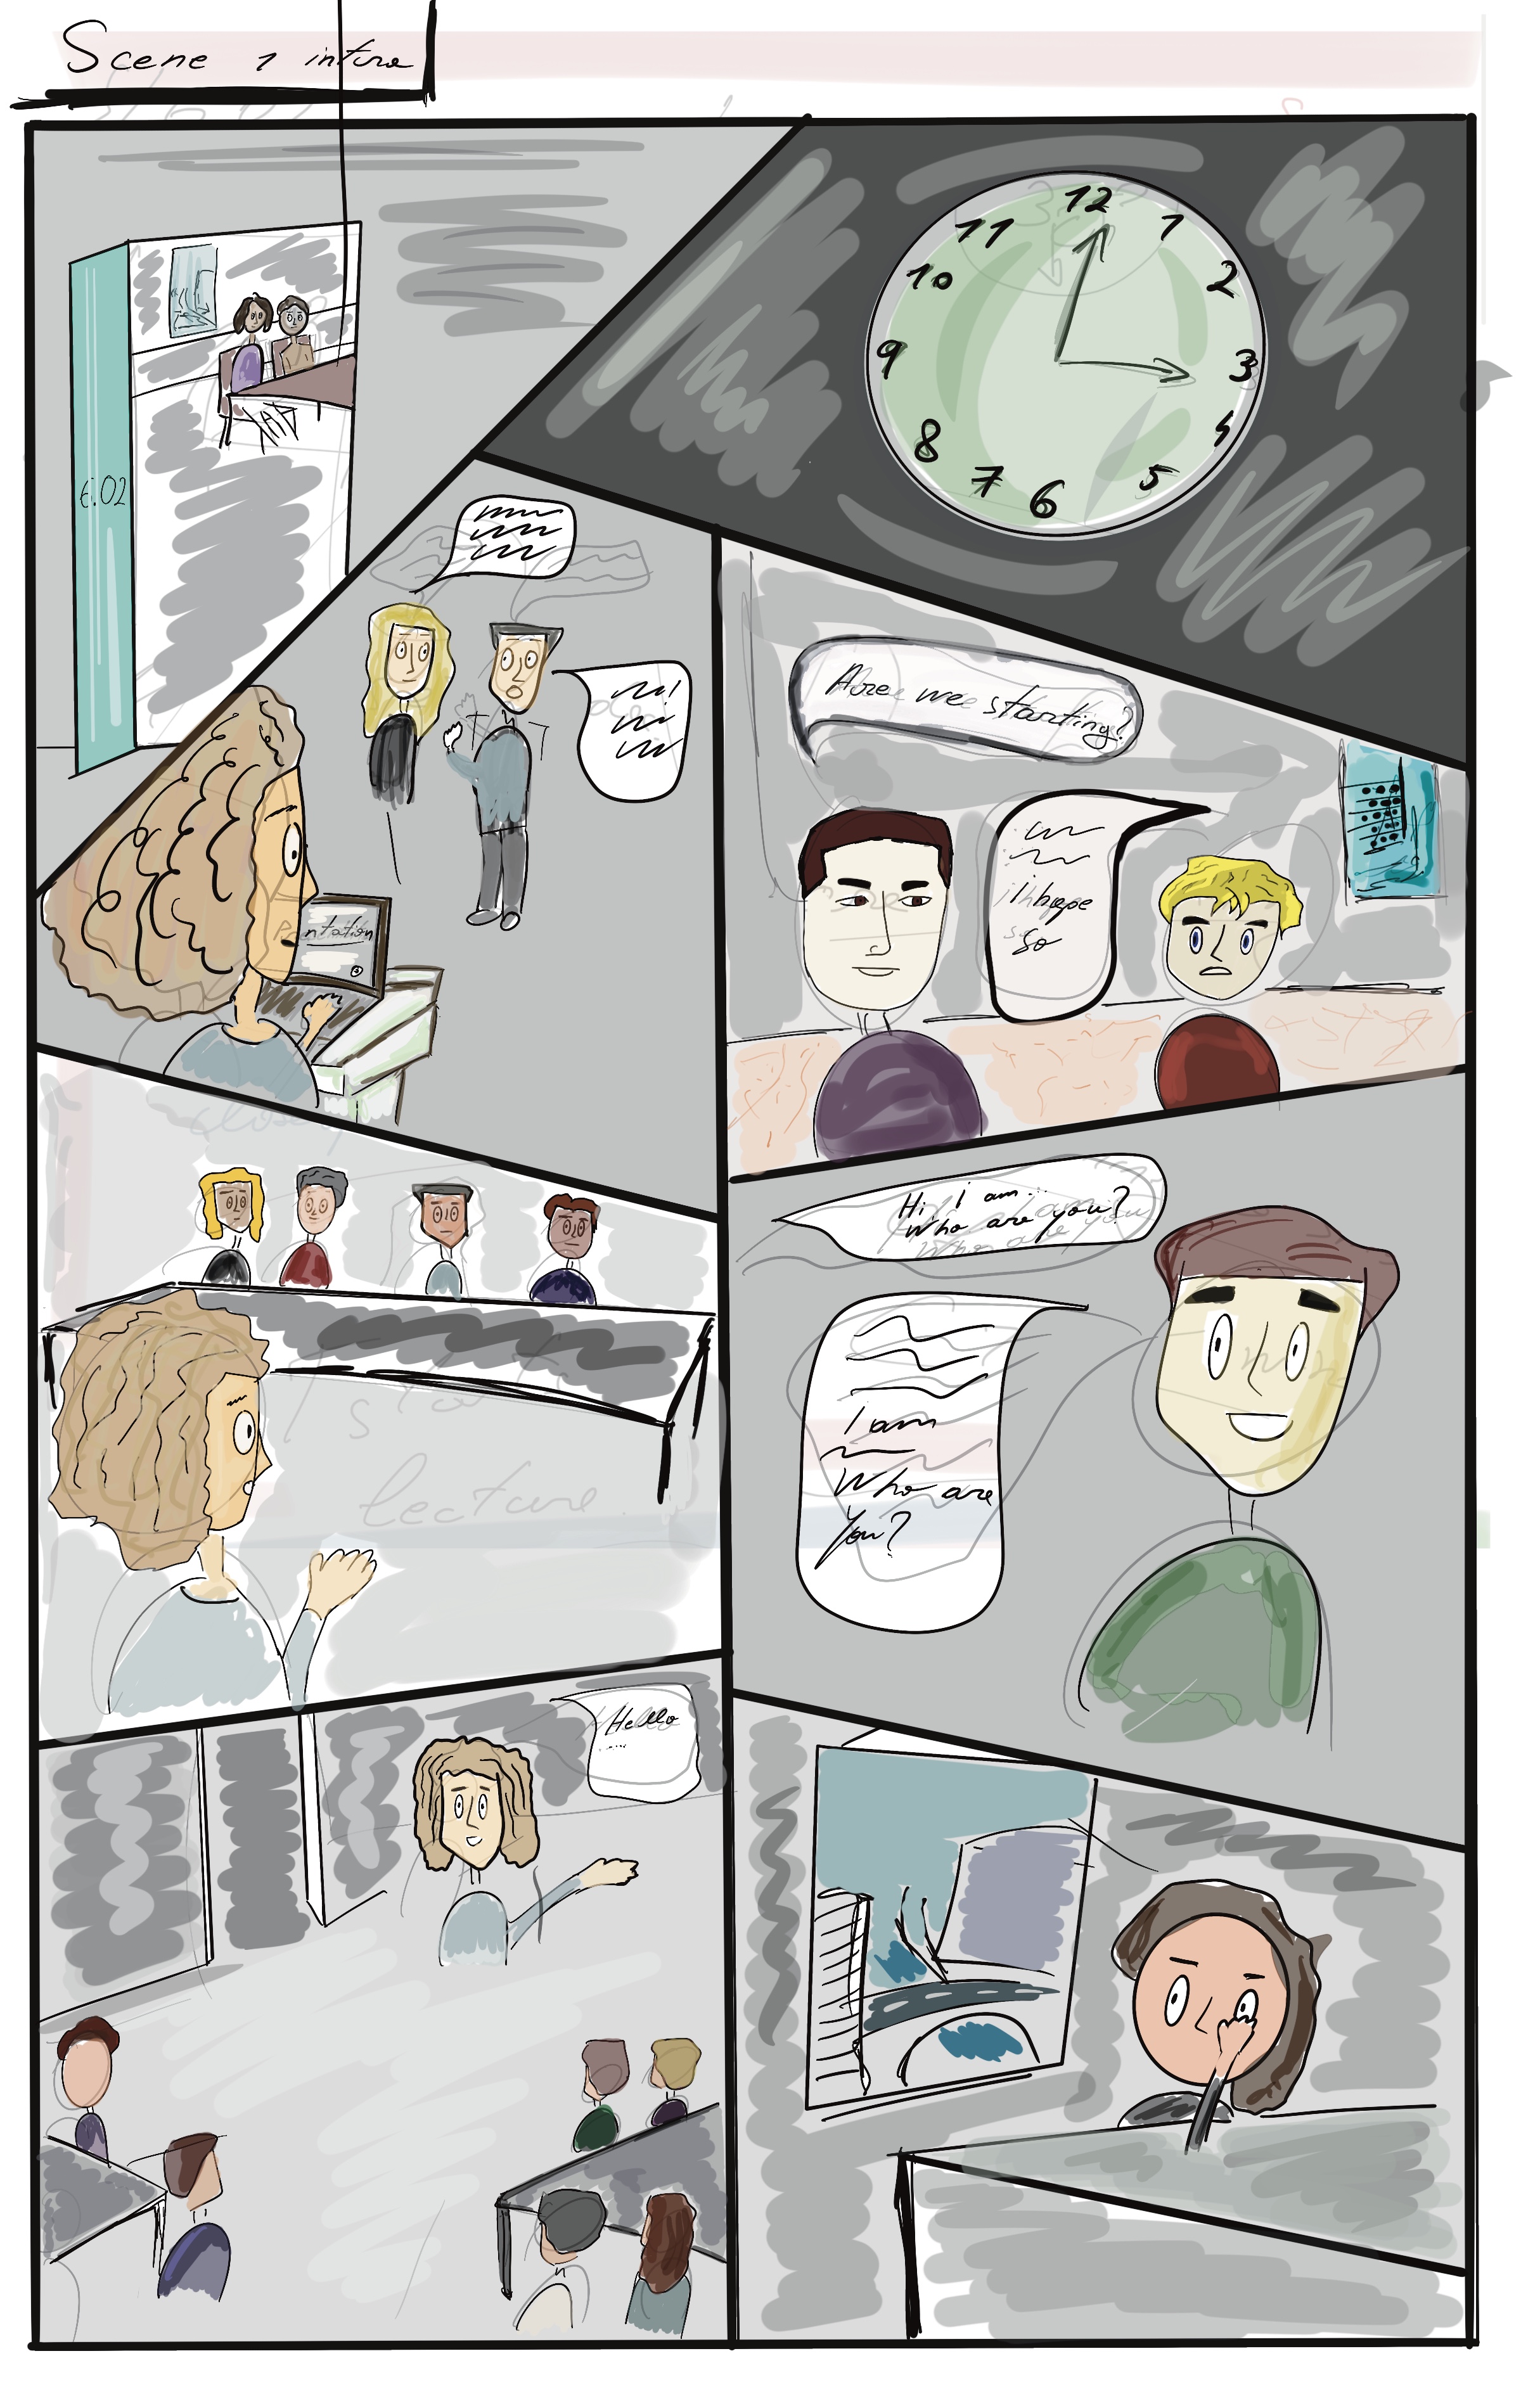 Scene 1
6.02
12
1
2
3
4
5
6
7
8
9
10
11
Are we starting?
i hope
so
Hi, I am...
Who are you?
I am
Who are
You?
lecture
Hello
.....